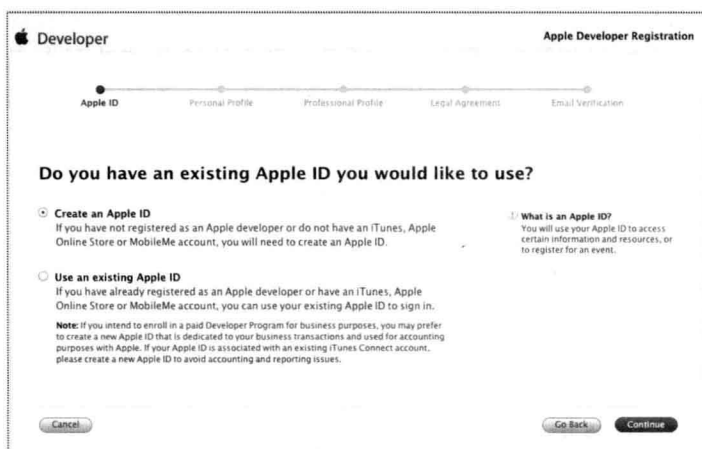 Developer
Apple Developer Registration
Apple ID
Personal Profile
Professional Profile
Legal Agreement
Email Verification
Do you have an existing Apple ID you would like to use?
Create an Apple ID
If you have not registered as an Apple developer or do not have an iTunes, Apple
Online Store or MobileMe account, you will need to create an Apple ID.
What is an Apple ID?
You will use your Apple ID to access
certain information and resources, or
to register for an event.
Use an existing Apple ID
If you have already registered as an Apple developer or have an iTunes, Apple
Online Store or MobileMe account, you can use your existing Apple ID to sign in.
Note: If you intend to enroll in a paid Developer Program for business purposes, you may prefer
to create a new Apple ID that is dedicated to your business transactions and used for accounting
purposes with Apple. If your Apple ID is associated with an existing iTunes Connect account,
please create a new Apple ID to avoid accounting and reporting issues.
Cancel
Go Back
Continue